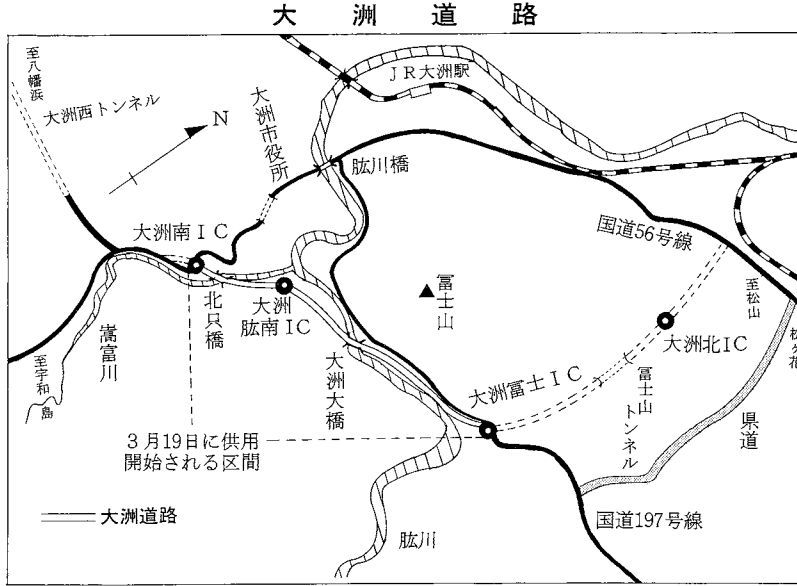 大洲道路
至八幡浜
大洲西トンネル
N
大洲市役所
JR大洲駅
肱川橋
大洲南IC
国道56号線
北只橋
大洲
肱南IC
冨士山
至松山
松ヶ花
大洲北IC
嵩富川
大洲大橋
大洲冨士IC
冨士山
トンネル
至宇和島
県道
3月19日に供用
開始される区間
大洲道路
肱川
国道197号線